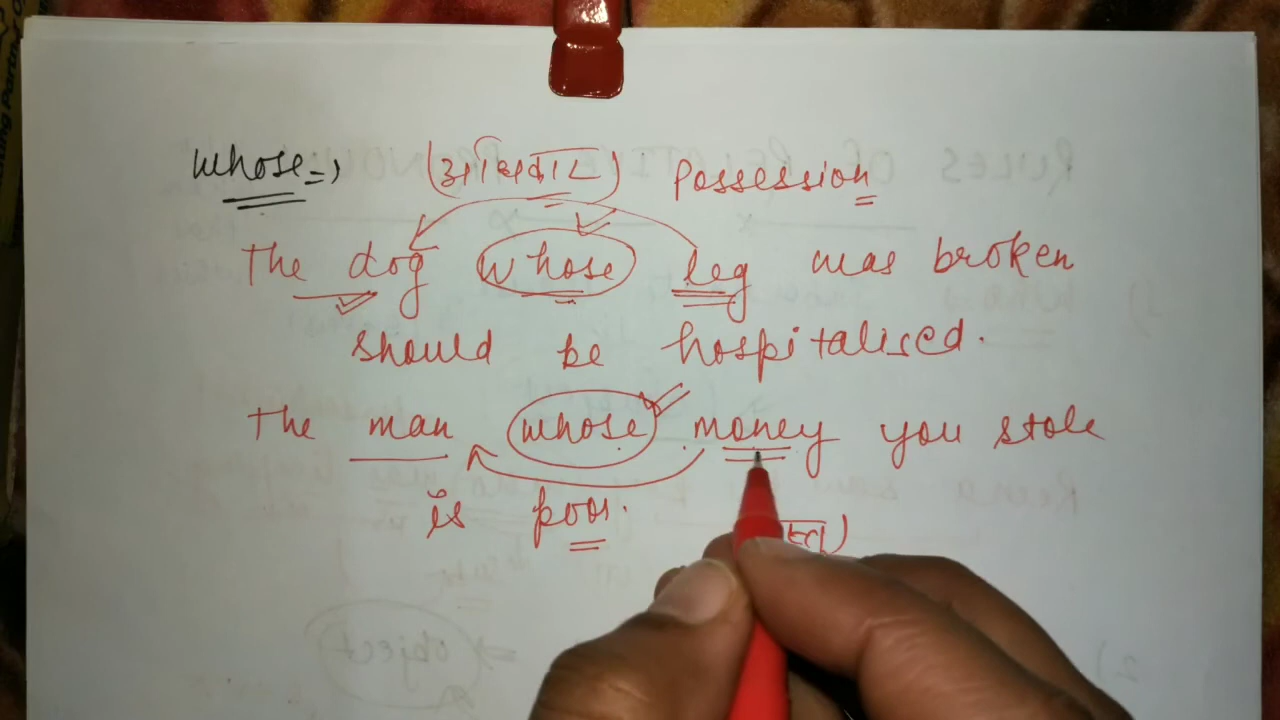 whose => (अधिकार) Possession
The dog whose leg was broken
should be hospitalised.
The man whose money you stole
is poor.